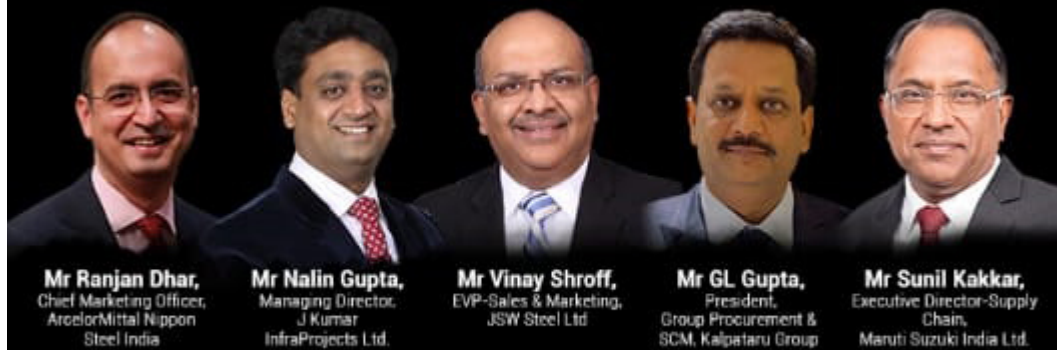 Mr Ranjan Dhar,
Chief Marketing Officer,
ArcelorMittal Nippon
Steel India
Mr Nalin Gupta,
Managing Director,
J Kumar
InfraProjects Ltd.
Mr Vinay Shroff,
EVP-Sales & Marketing,
JSW Steel Ltd
Mr GL Gupta,
President,
Group Procurement &
SCM, Kalpataru Group
Mr Sunil Kakkar,
Executive Director-Supply
Chain,
Maruti Suzuki India Ltd.